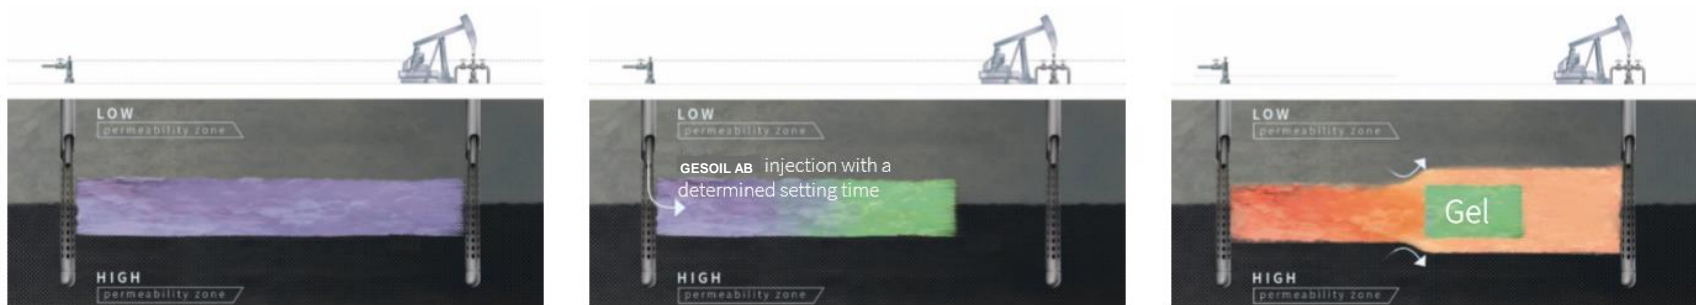 LOW
permeability zone
HIGH
permeability zone
LOW
permeability zone
GESOIL AB injection with a
determined setting time
HIGH
permeability zone
LOW
permeability zone
Gel
HIGH
permeability zone